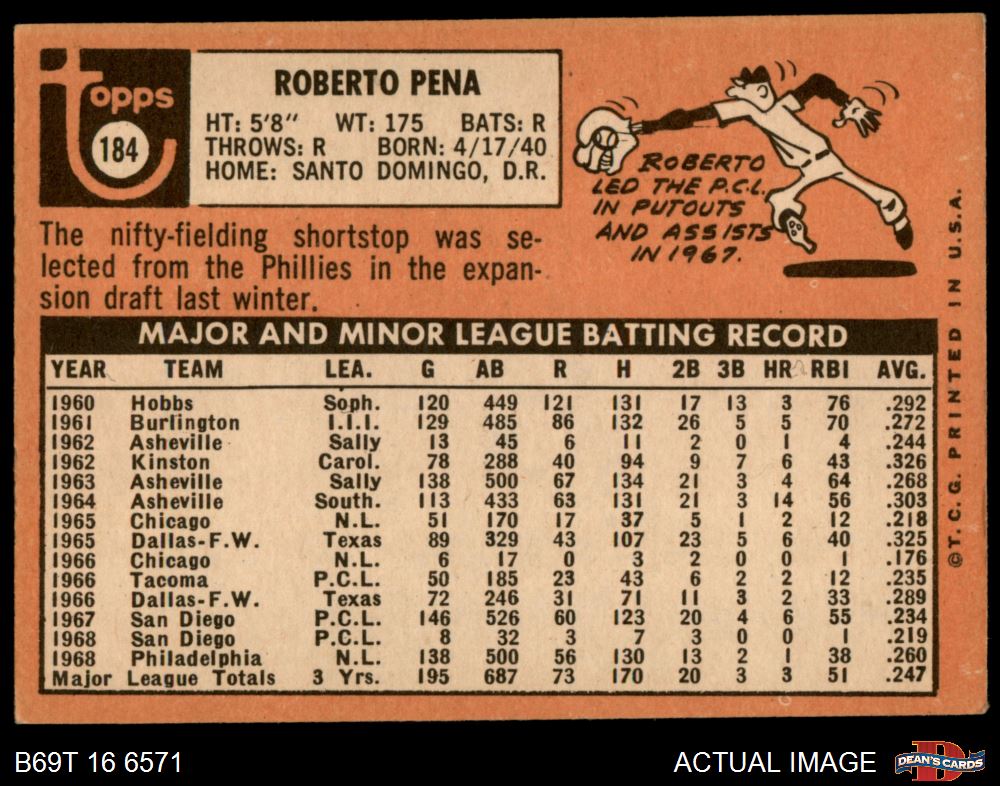 topps
184
ROBERTO PENA
HT: 5'8" WT: 175 BATS: R
THROWS: R BORN: 4/17/40
HOME: SANTO DOMINGO, D.R.
ROBERTO
LED THE P.C.L.
IN PUTOUTS
AND ASSISTS
IN 1967.
The nifty-fielding shortstop was se-
lected from the Phillies in the expan-
sion draft last winter.
MAJOR AND MINOR LEAGUE BATTING RECORD
YEAR TEAM LEA. G AB R H 2B 3B HR RBI AVG.
1960 Hobbs Soph. 120 449 121 131 17 13 3 76 .292
1961 Burlington I.I.I. 129 485 86 132 26 5 5 70 .272
1962 Asheville Sally 13 45 6 11 2 0 1 4 .244
1962 Kinston Carol. 78 288 40 94 9 7 6 43 .326
1963 Asheville Sally 138 500 67 134 21 3 4 64 .268
1964 Asheville South. 113 433 63 131 21 3 14 56 .303
1965 Chicago N.L. 51 170 17 37 5 1 2 12 .218
1965 Dallas-F.W. Texas 89 329 43 107 23 5 6 40 .325
1966 Chicago N.L. 6 17 0 3 2 0 0 1 .176
1966 Tacoma P.C.L. 50 185 23 43 6 2 2 12 .235
1966 Dallas-F.W. Texas 72 246 31 71 11 3 2 33 .289
1967 San Diego P.C.L. 146 526 60 123 20 4 6 55 .234
1968 San Diego P.C.L. 8 32 3 7 3 0 0 1 .219
1968 Philadelphia N.L. 138 500 56 130 13 2 1 38 .260
Major League Totals 3 Yrs. 195 687 73 170 20 3 3 51 .247
©T.C.G. PRINTED IN U.S.A.
B69T 16 6571
ACTUAL IMAGE
DEAN'S CARDS